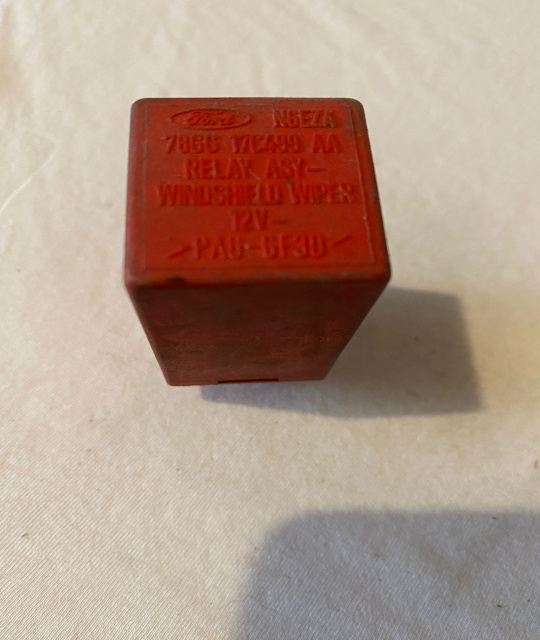 Ford N6EZA
78GG 17C499 AA
RELAY ASY-
WINDSHIELD WIPER
12V-
>PA6-GF30<